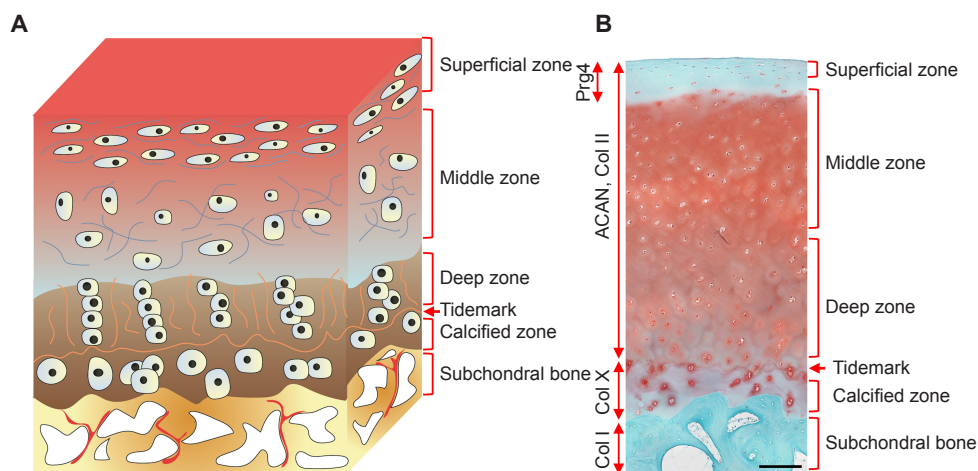 A
Superficial zone
Middle zone
Deep zone
Tidemark
Calcified zone
Subchondral bone
B
Prg4
ACAN, Col II
Col X
Col I
Superficial zone
Middle zone
Deep zone
Tidemark
Calcified zone
Subchondral bone